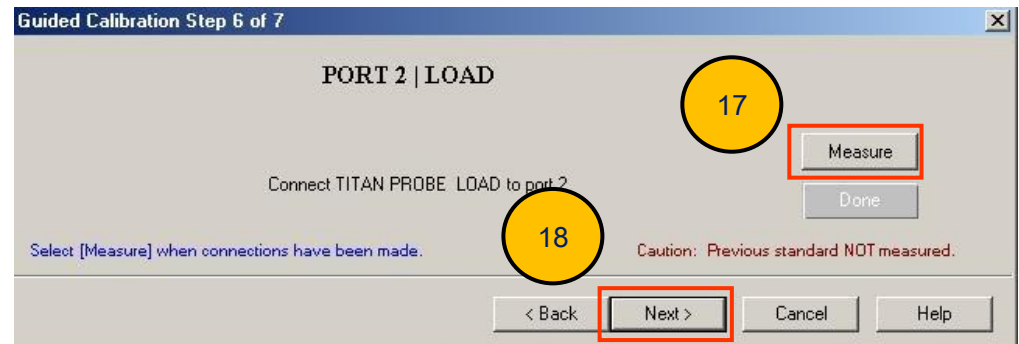 Guided Calibration Step 6 of 7
PORT 2 | LOAD
17
Measure
Connect TITAN PROBE LOAD to port 2
Done
18
Select [Measure] when connections have been made.
Caution: Previous standard NOT measured.
< Back
Next >
Cancel
Help